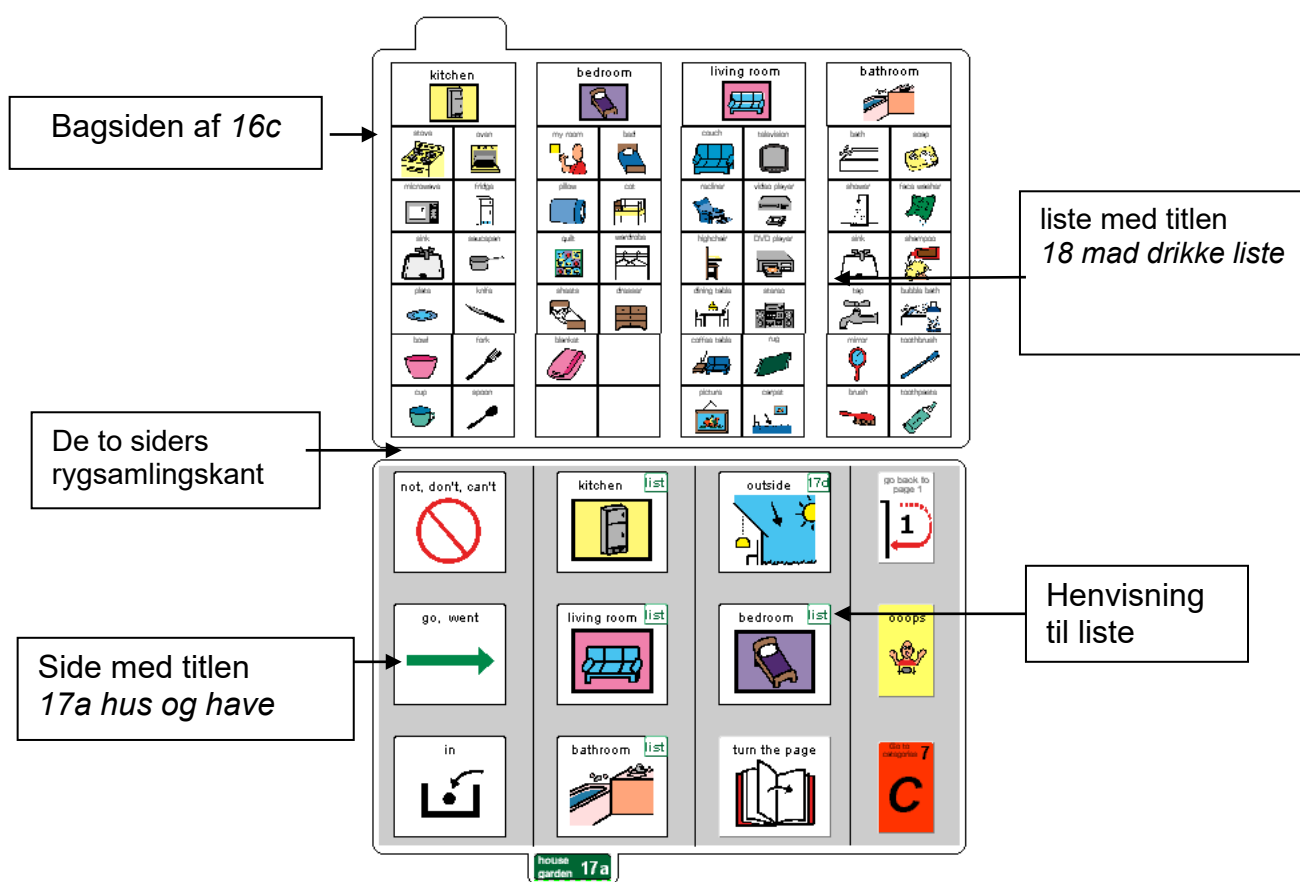 kitchen
bedroom
living room
bathroom
stove oven
my room bed
couch television
bath soap
microwave fridge
pillow cot
recliner video player
shower face washer
sink saucepan
quilt wardrobe
highchair DVD player
sink shampoo
plate knife
sheets dresser
dining table stereo
tap bubble bath
bowl fork
blanket
coffee table rug
mirror toothbrush
cup spoon
picture carpet
brush toothpaste
Bagsiden af 16c
liste med titlen
18 mad drikke liste
De to siders
rygsamlingskant
not, don't, can't
kitchen list
outside 17d
go back to
page 1
1
go, went
living room list
bedroom list
ooops
Henvisning
til liste
Side med titlen
17a hus og have
in
bathroom list
turn the page
Go to
categories 7
C
house
garden 17a